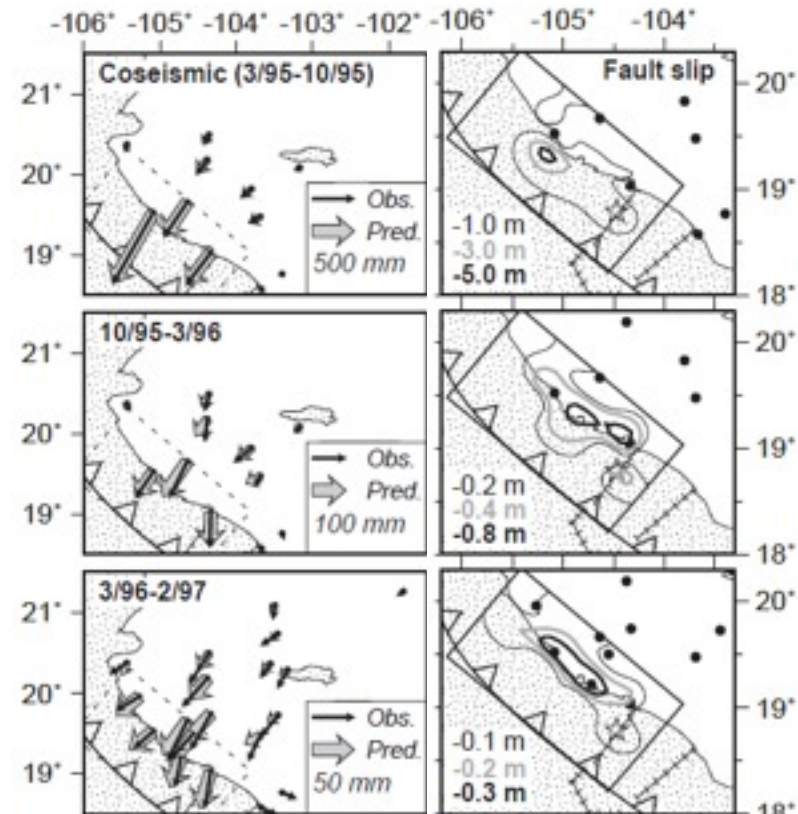 -106˚ -105˚ -104˚ -103˚ -102˚
-106˚ -105˚ -104˚
Coseismic (3/95-10/95)
21˚
20˚
19˚
Obs.
Pred.
500 mm
Fault slip
-1.0 m
-3.0 m
-5.0 m
20˚
19˚
18˚
10/95-3/96
21˚
20˚
19˚
Obs.
Pred.
100 mm
-0.2 m
-0.4 m
-0.8 m
20˚
19˚
18˚
3/96-2/97
21˚
20˚
19˚
Obs.
Pred.
50 mm
-0.1 m
-0.2 m
-0.3 m
20˚
19˚
18˚